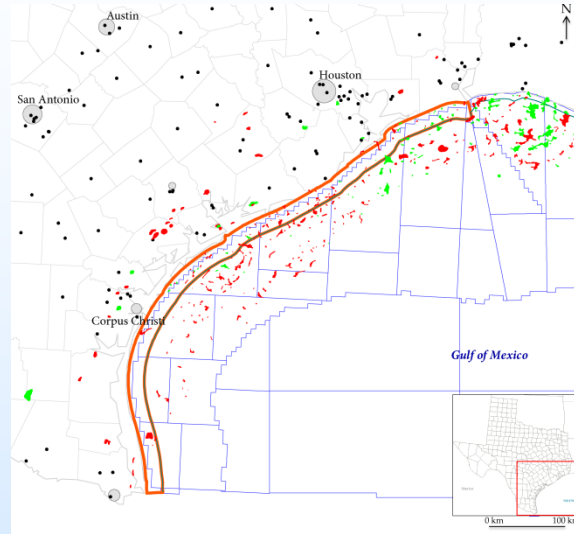 Austin
N
Houston
San Antonio
Corpus Christi
Gulf of Mexico
0 km
100 km